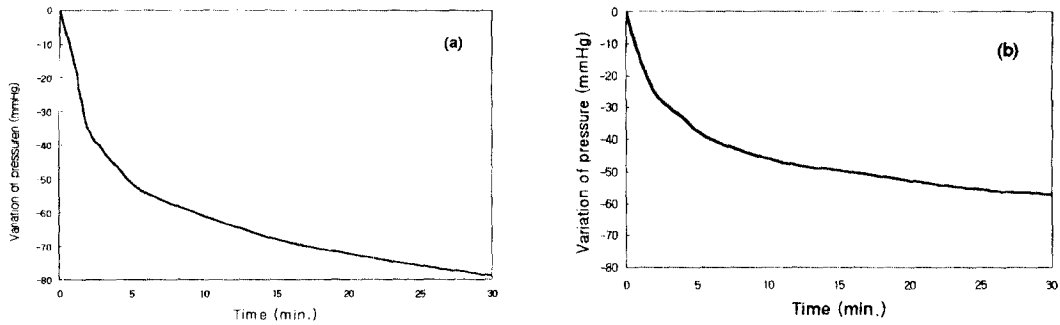 (a)
0
-10
-20
-30
-40
-50
-60
-70
-80
Variation of pressuren (mmHg)
0 5 10 15 20 25 30
Time (min.)
(b)
0
-10
-20
-30
-40
-50
-60
-70
-80
Variation of pressure (mmHg)
0 5 10 15 20 25 30
Time (min.)